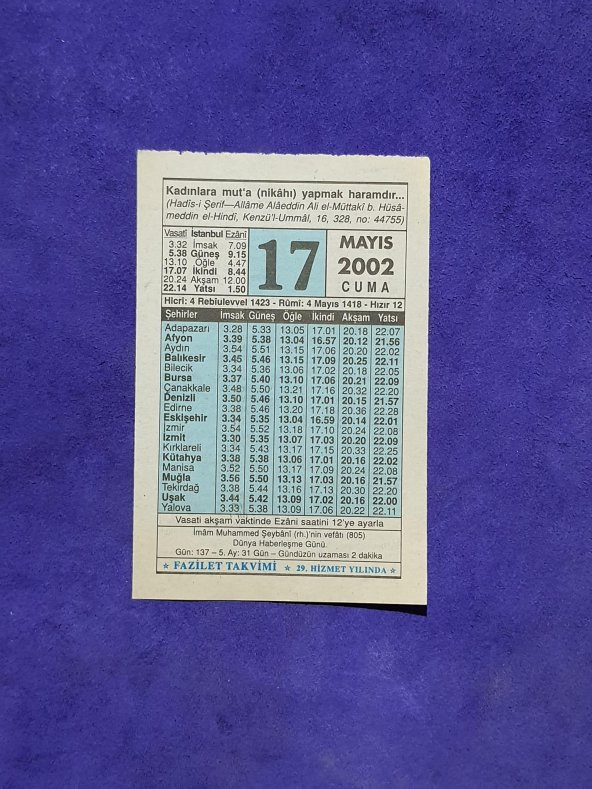 Kadınlara mut'a (nikâhı) yapmak haramdır...
(Hadîs-i Şerif—Allâme Alâeddin Ali el-Müttakî b. Hüsâ-
meddin el-Hindî, Kenzü'l-Ummâl, 16, 328, no: 44755)
Vasatî İstanbul Ezânî
3.32 İmsak 7.09
5.38 Güneş 9.15
13.10 Öğle 4.47
17.07 İkindi 8.44
20.24 Akşam 12.00
22.14 Yatsı 1.50
17
MAYIS
2002
CUMA
Hicrî: 4 Rebiulevvel 1423 - Rûmî: 4 Mayıs 1418 - Hızır 12
Şehirler İmsak Güneş Öğle İkindi Akşam Yatsı
Adapazarı 3.28 5.33 13.05 17.01 20.18 22.07
Afyon 3.39 5.38 13.04 16.57 20.12 21.56
Aydın 3.54 5.51 13.15 17.06 20.20 22.02
Balıkesir 3.45 5.46 13.15 17.09 20.25 22.11
Bilecik 3.34 5.36 13.06 17.02 20.18 22.05
Bursa 3.37 5.40 13.10 17.06 20.21 22.09
Çanakkale 3.48 5.50 13.21 17.16 20.32 22.20
Denizli 3.50 5.46 13.10 17.01 20.15 21.57
Edirne 3.38 5.46 13.20 17.18 20.36 22.28
Eskişehir 3.34 5.35 13.04 16.59 20.14 22.01
İzmir 3.54 5.52 13.18 17.10 20.24 22.08
İzmit 3.30 5.35 13.07 17.03 20.20 22.09
Kırklareli 3.34 5.43 13.17 17.15 20.33 22.25
Kütahya 3.38 5.38 13.06 17.01 20.16 22.02
Manisa 3.52 5.50 13.17 17.09 20.24 22.08
Muğla 3.56 5.50 13.13 17.03 20.16 21.57
Tekirdağ 3.38 5.44 13.16 17.13 20.30 22.20
Uşak 3.44 5.42 13.09 17.02 20.16 22.00
Yalova 3.33 5.38 13.09 17.06 20.22 22.11
Vasati akşam vaktinde Ezâni saatini 12'ye ayarla
İmâm Muhammed Şeybânî (rh.)'nin vefâtı (805)
Dünya Haberleşme Günü.
Gün: 137 – 5. Ay: 31 Gün – Gündüzün uzaması 2 dakika
★ FAZİLET TAKVİMİ ★ 29. HİZMET YILINDA ★